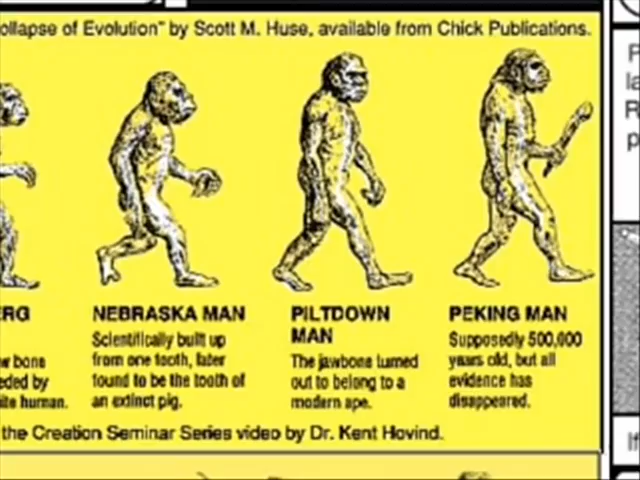 ollapse of Evolution" by Scott M. Huse, available from Chick Publications.
ERG
NEBRASKA MAN
PILTDOWN
MAN
PEKING MAN
w bone
eded by
ite human.
Scientifically built up
from one tooth, later
found to be the tooth of
an extinct pig.
The jawbone turned
out to belong to a
modern ape.
Supposedly 500,000
years old, but all
evidence has
disappeared.
the Creation Seminar Series video by Dr. Kent Hovind.